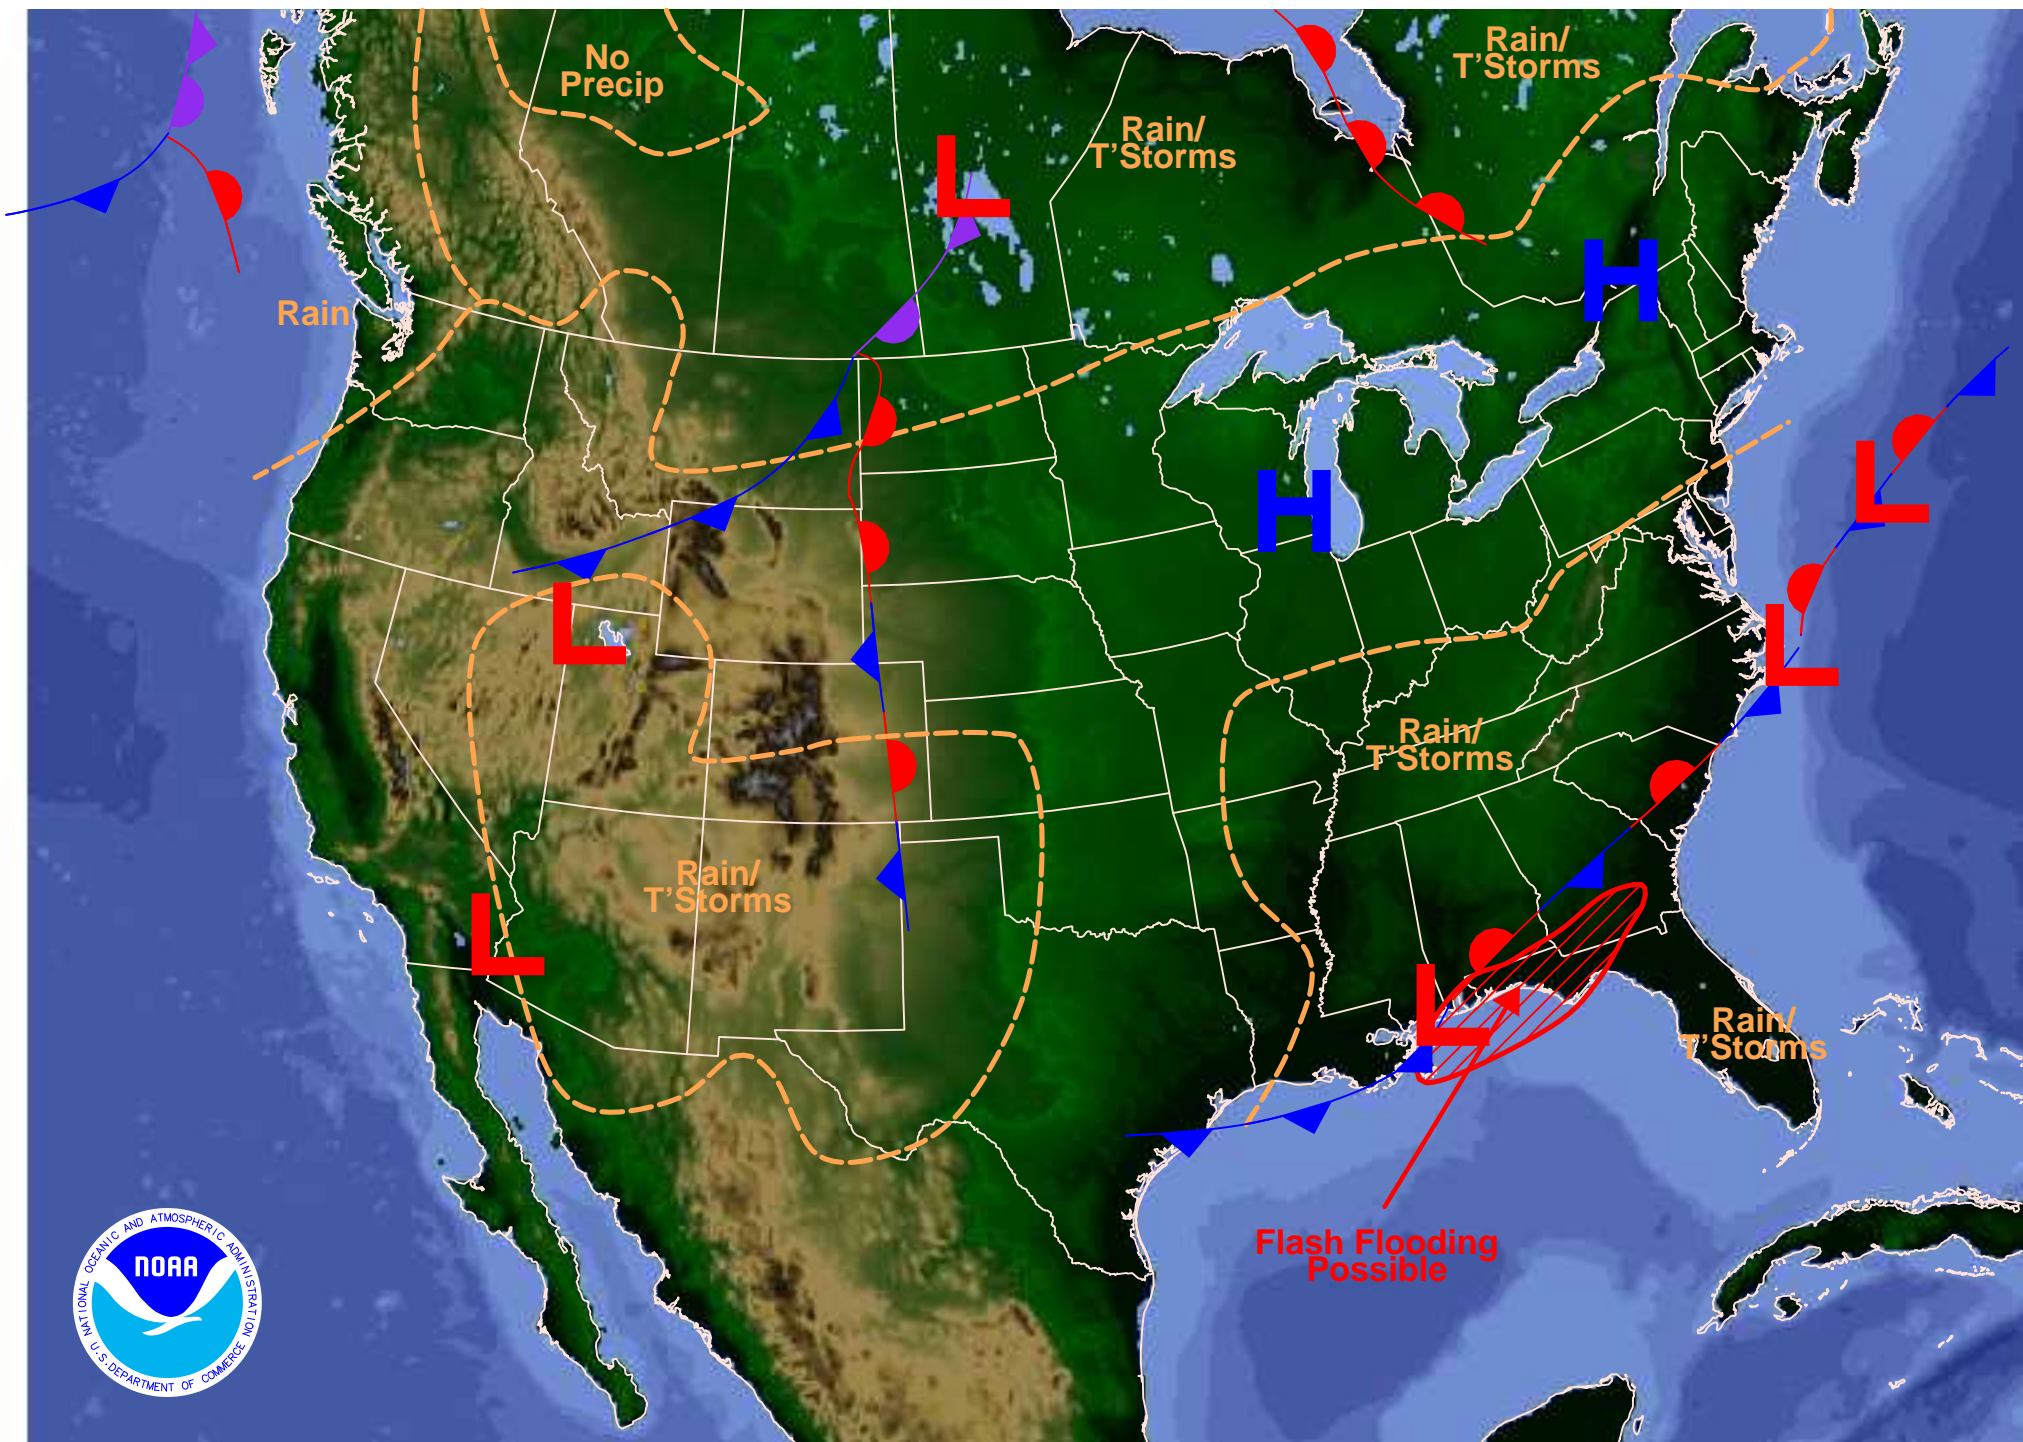 No
Precip
Rain/
T'Storms
Rain/
T'Storms
L
H
Rain
H
L
L
L
Rain/
T'Storms
Rain/
T'Storms
L
L
Rain/
T'Storms
Flash Flooding
Possible
NATIONAL OCEANIC AND ATMOSPHERIC ADMINISTRATION
NOAA
U.S. DEPARTMENT OF COMMERCE